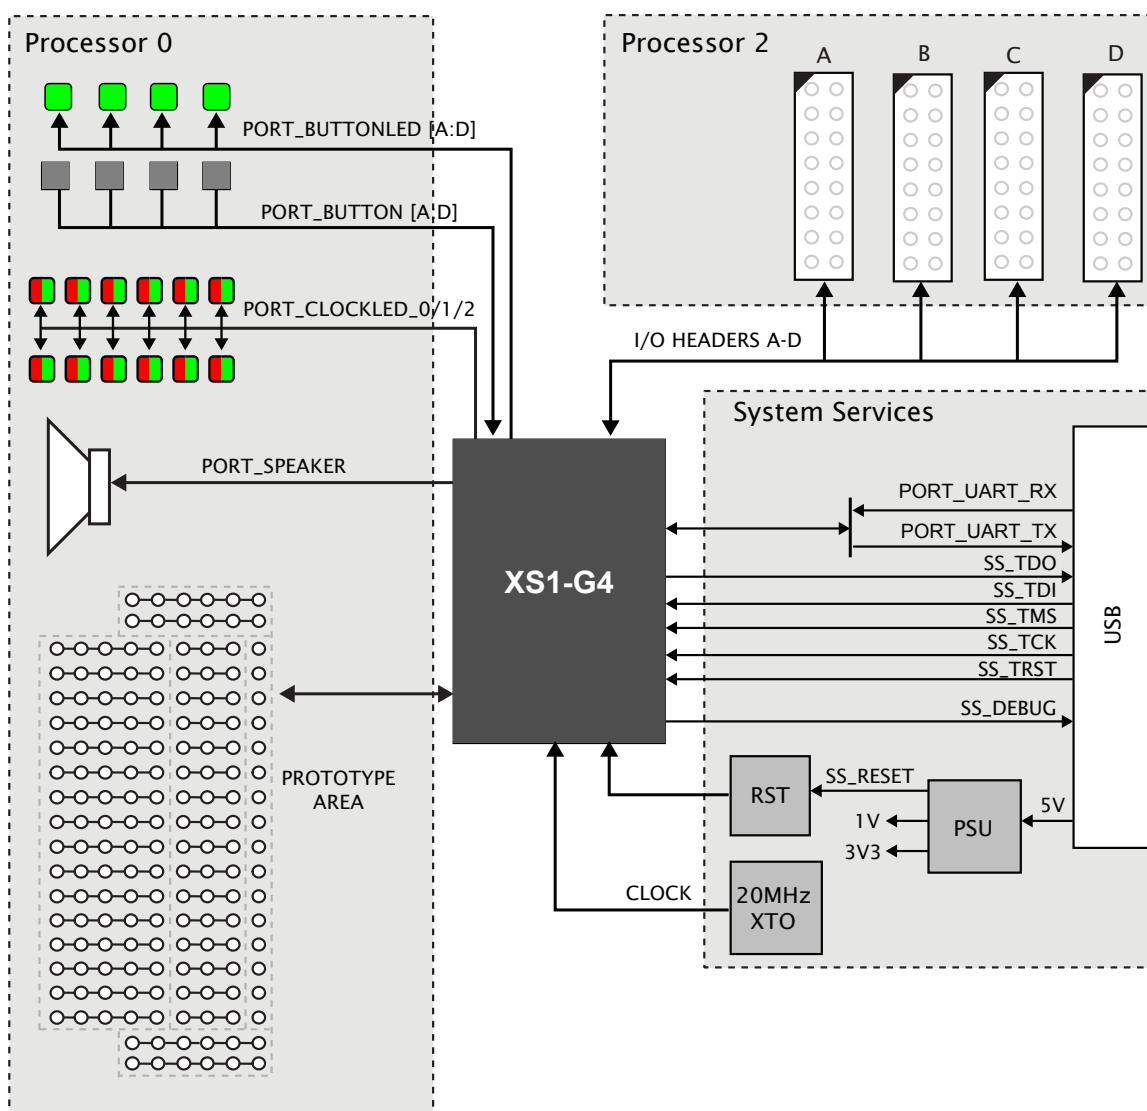 Processor 0
PORT_BUTTONLED [A:D]
PORT_BUTTON [A:D]
PORT_CLOCKLED_0/1/2
PORT_SPEAKER
PROTOTYPE
AREA
Processor 2
A
B
C
D
I/O HEADERS A-D
XS1-G4
System Services
PORT_UART_RX
PORT_UART_TX
SS_TDO
SS_TDI
SS_TMS
SS_TCK
SS_TRST
SS_DEBUG
USB
RST
SS_RESET
1V
3V3
PSU
5V
CLOCK
20MHz
XTO